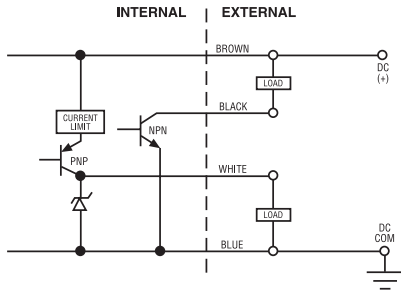 INTERNAL
EXTERNAL
BROWN
DC
(+)
LOAD
BLACK
CURRENT
LIMIT
NPN
PNP
WHITE
LOAD
DC
COM
BLUE